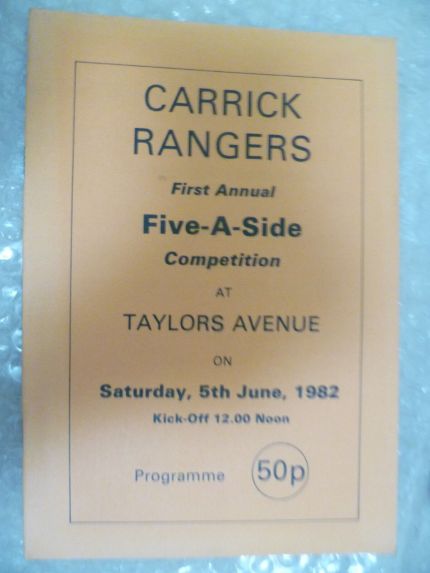 CARRICK
RANGERS
First Annual
Five-A-Side
Competition
AT
TAYLORS AVENUE
ON
Saturday, 5th June, 1982
Kick-Off 12.00 Noon
Programme 50p